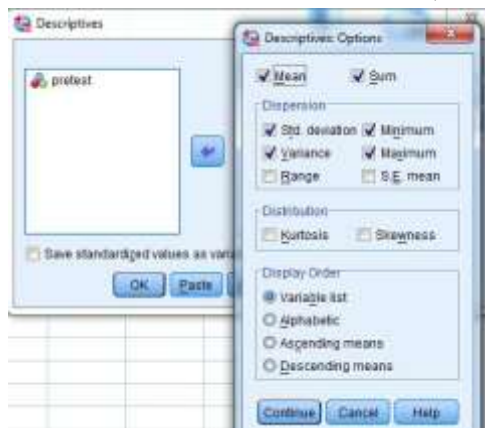 Descriptives
pretest
Save standardized values as
OK Paste
Descriptives: Options
Mean Sum
Dispersion
Std. deviation Minimum
Variance Maximum
Range S.E. mean
Distribution
Kurtosis Skewness
Display Order
Variable list
Alphabetic
Ascending means
Descending means
Continue Cancel Help